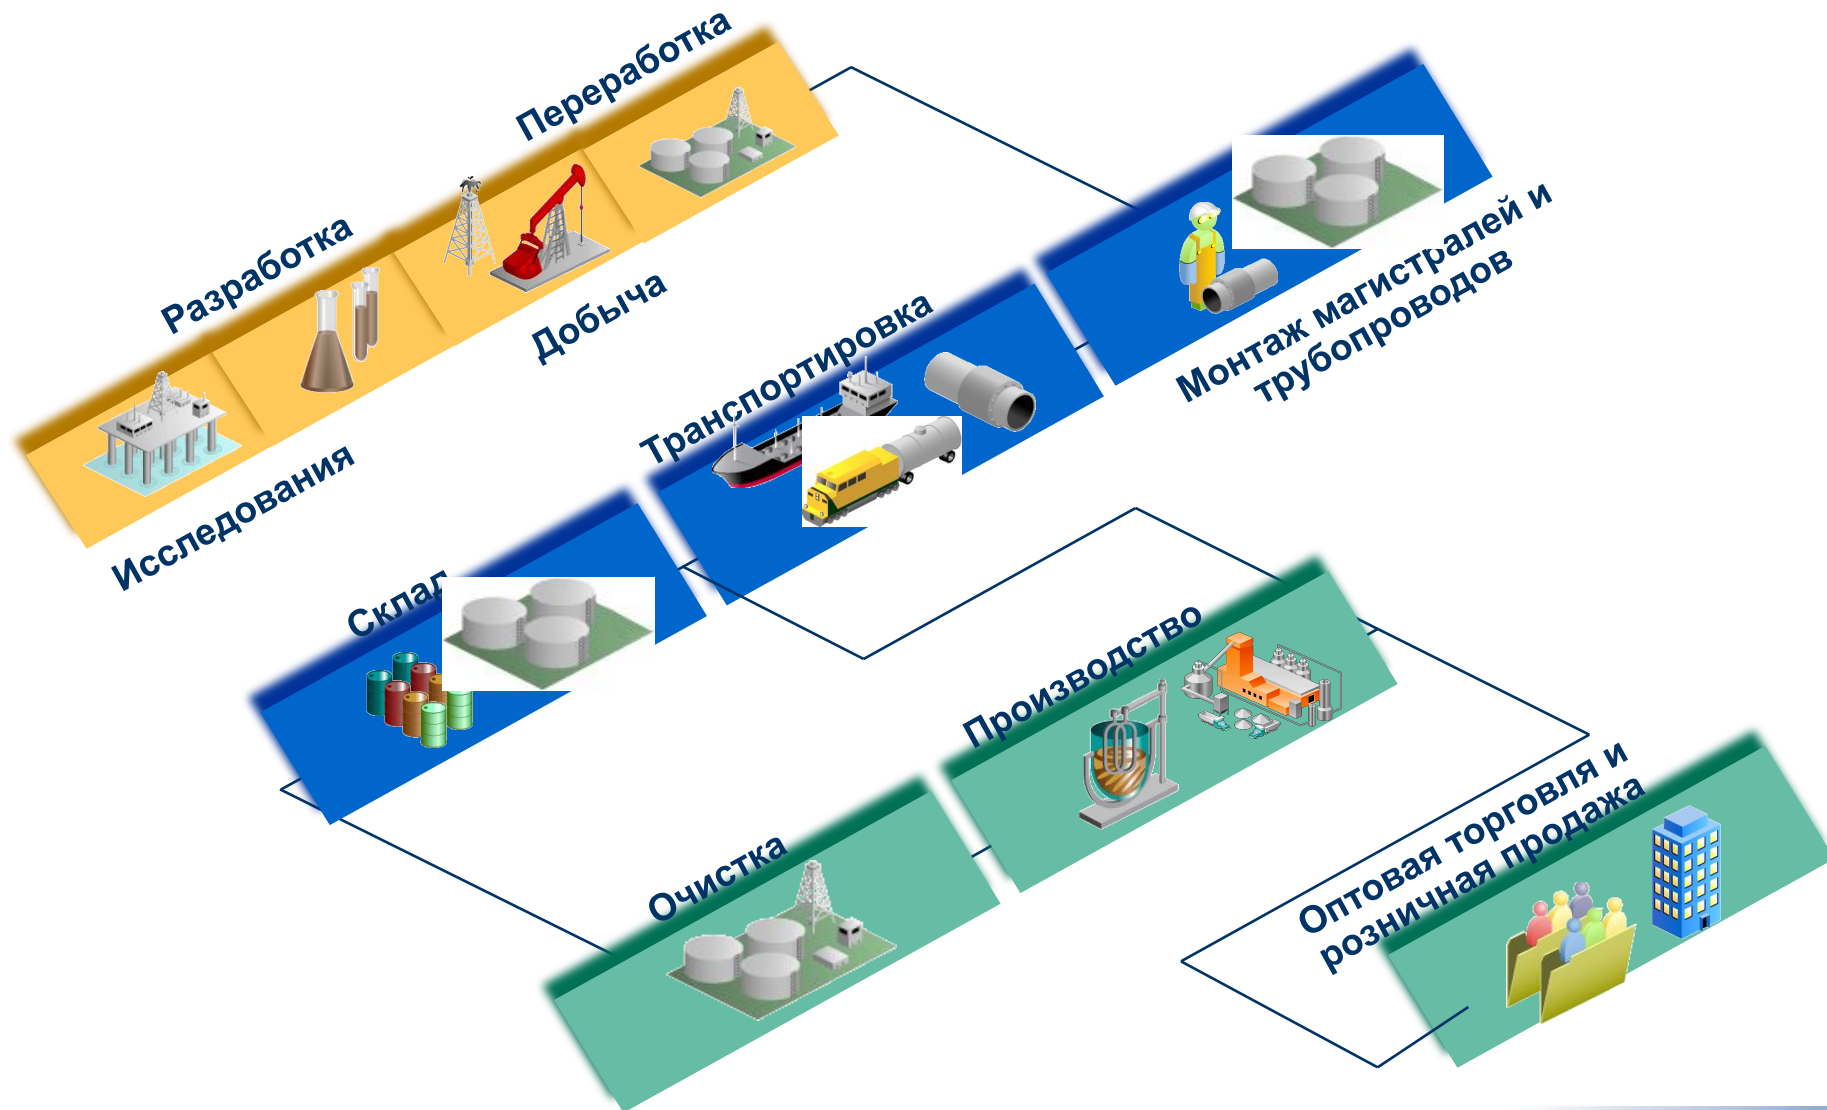 Переработка
Разработка
Добыча
Исследования
Монтаж магистралей и
трубопроводов
Транспортировка
Склад
Производство
Очистка
Оптовая торговля и
розничная продажа